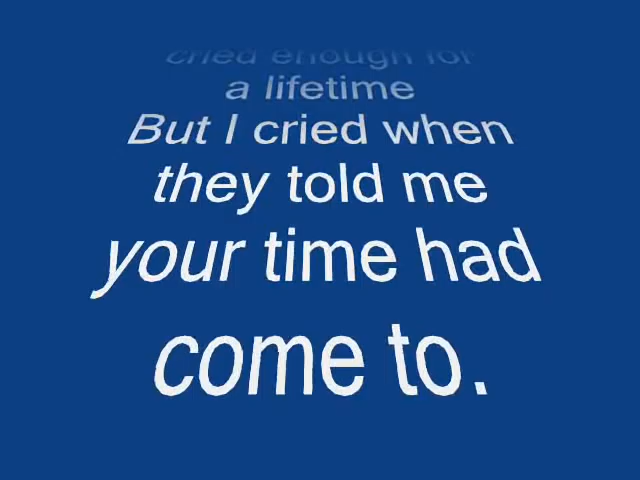 cried enough for
a lifetime
But I cried when
they told me
your time had
come to.